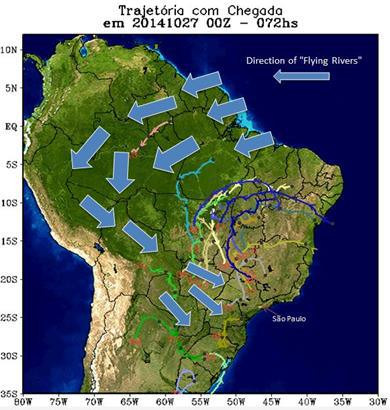 Trajetória com Chegada
em 20141027 00Z - 072hs
Direction of "Flying Rivers"
10N
5N
EQ
5S
10S
15S
20S
25S
30S
35S
São Paulo
80W 75W 70W 65W 60W 55W 50W 45W 40W 35W 30W